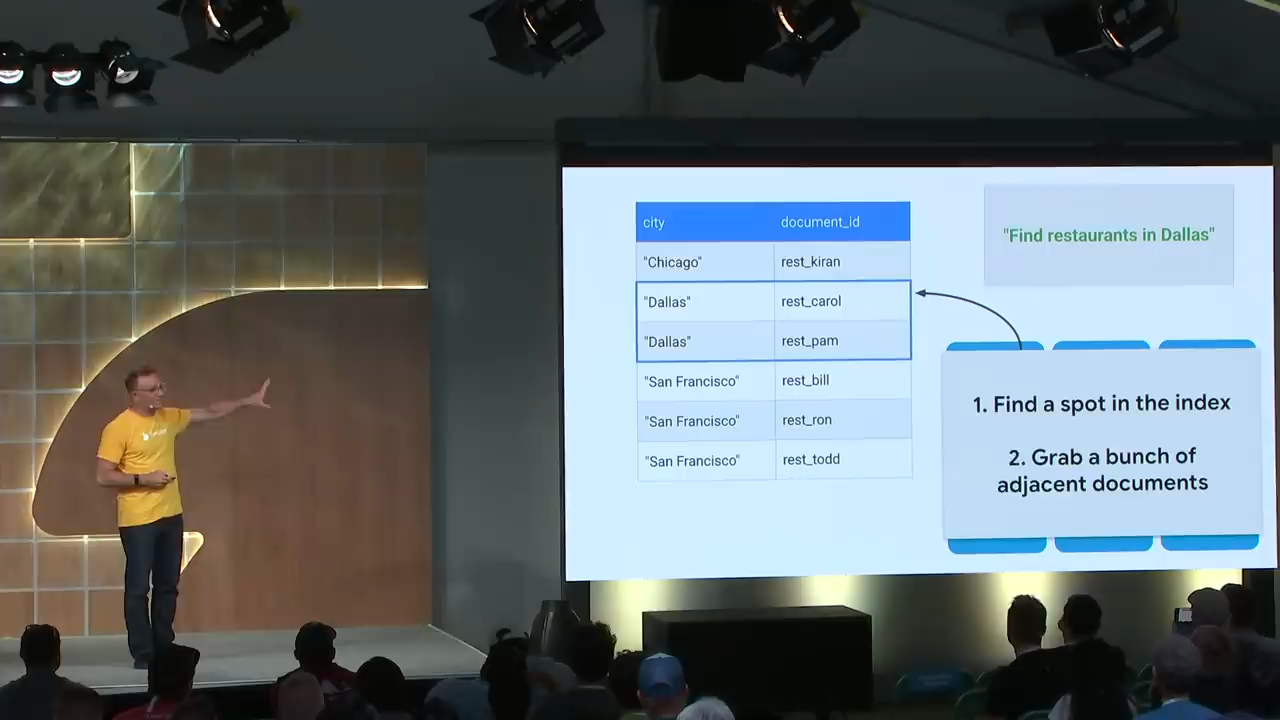 city document_id
"Chicago" rest_kiran
"Dallas" rest_carol
"Dallas" rest_pam
"San Francisco" rest_bill
"San Francisco" rest_ron
"San Francisco" rest_todd
"Find restaurants in Dallas"
1. Find a spot in the index
2. Grab a bunch of
adjacent documents